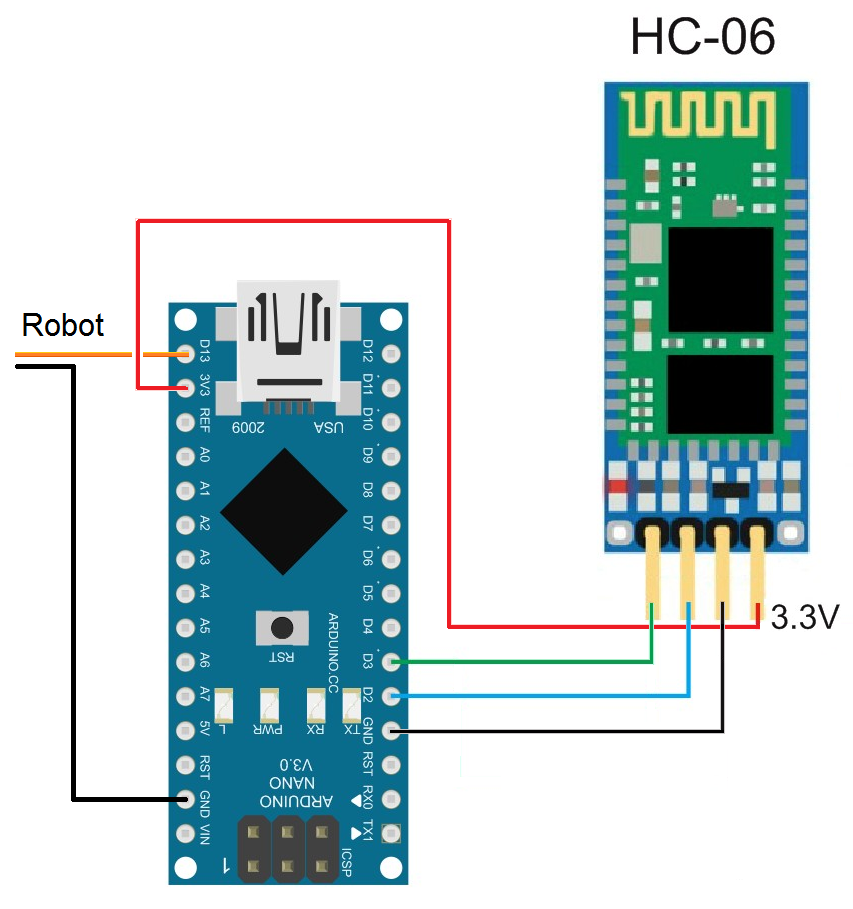 HC-06
Robot
D13
3V3
REF
A0
A1
A2
A3
A4
A5
A6
A7
5V
RST
GND
VIN
2009
USA
D12
D11
D10
D9
D8
D7
D6
D5
D4
D3
D2
GND
RST
RX0
TX1
RST
ARDUINO.CC
L
PWR
RX
TX
ARDUINO
NANO
V3.0
1
ICSP
3.3V